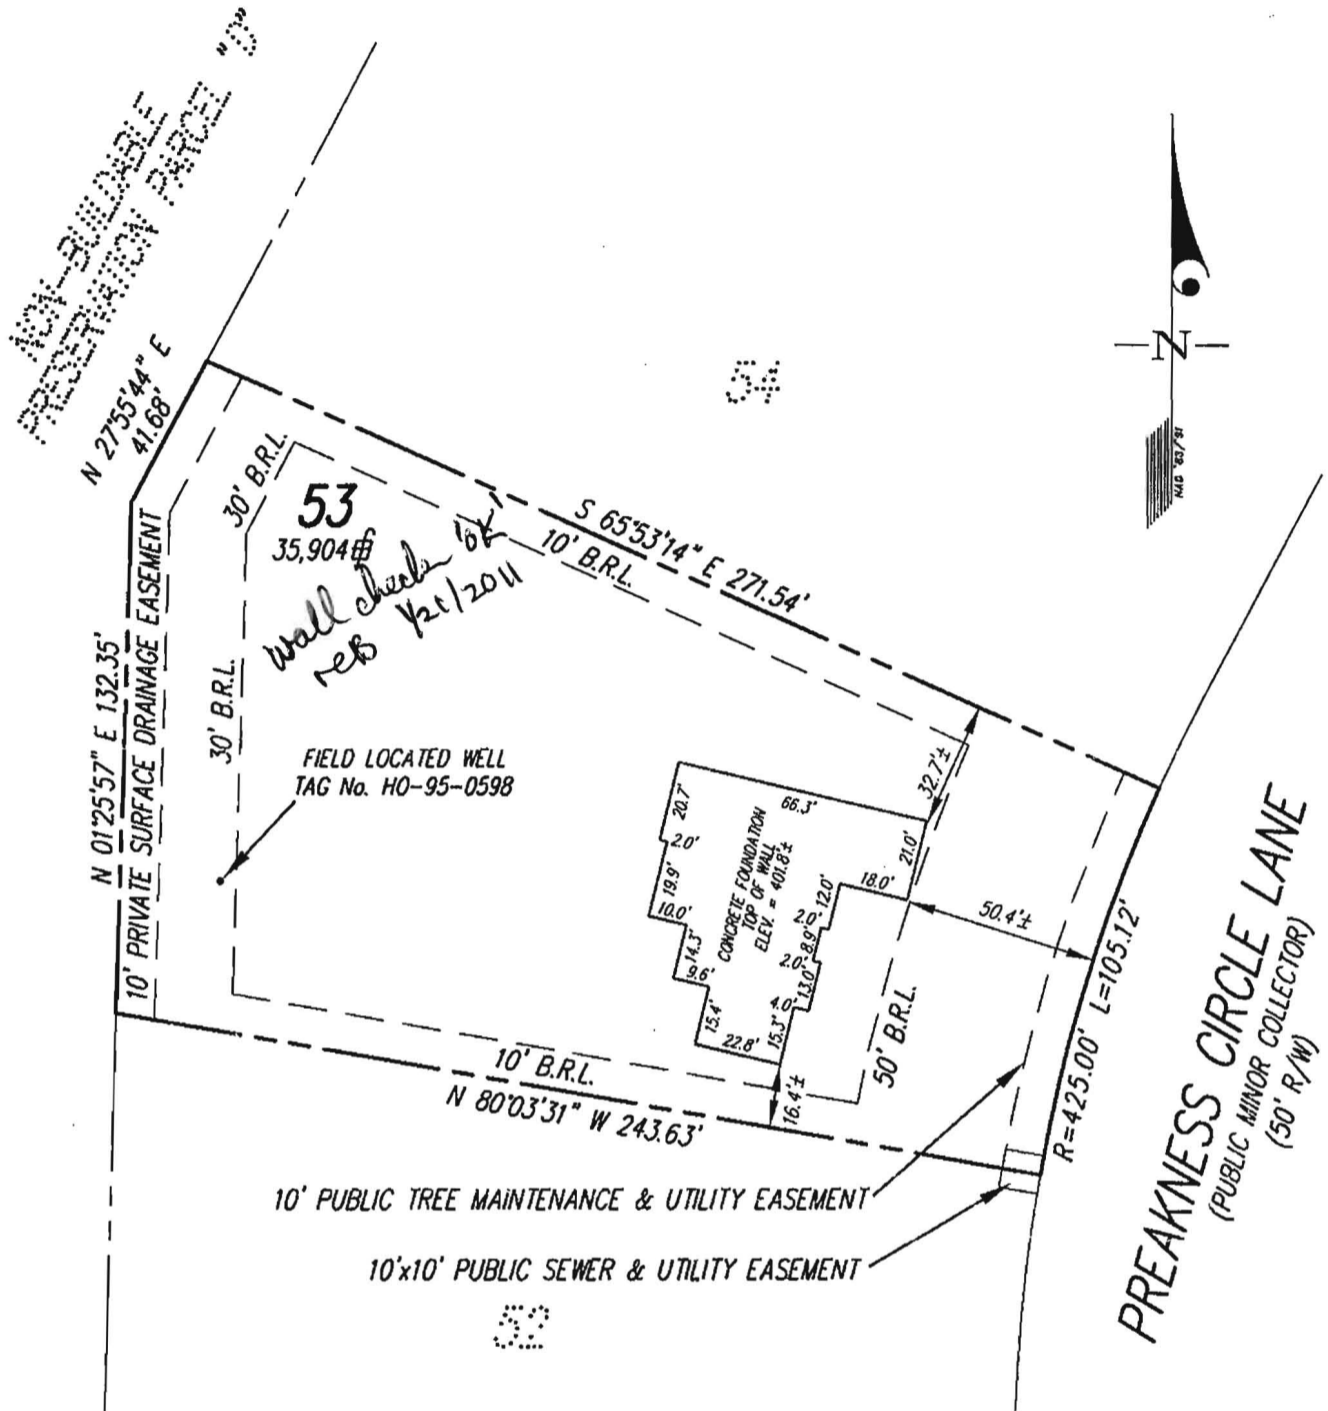 NON-BUILDABLE
PRESERVATION PARCEL "D"
N 27°55'44" E
41.68'
54
N
NAD '83/'91
30' B.R.L.
53
35,904
wall check ok
1/21/2011
S 65°53'14" E 271.54'
10' B.R.L.
N 01°25'57" E 132.35'
10' PRIVATE SURFACE DRAINAGE EASEMENT
30' B.R.L.
FIELD LOCATED WELL
TAG No. HO-95-0598
32.7'±
66.3'
20.7'
2.0'
19.9'
10.0'
14.3'
9.6'
15.4'
22.8'
15.3'
4.0'
13.0'
2.0'
8.9'
2.0'
12.0'
18.0'
21.0'
CONCRETE FOUNDATION
TOP OF WALL
ELEV. = 401.8'±
50.4'±
50' B.R.L.
16.4'±
10' B.R.L.
N 80°03'31" W 243.63'
R=425.00' L=105.12'
PREAKNESS CIRCLE LANE
(PUBLIC MINOR COLLECTOR)
(50' R/W)
10' PUBLIC TREE MAINTENANCE & UTILITY EASEMENT
10'x10' PUBLIC SEWER & UTILITY EASEMENT
52